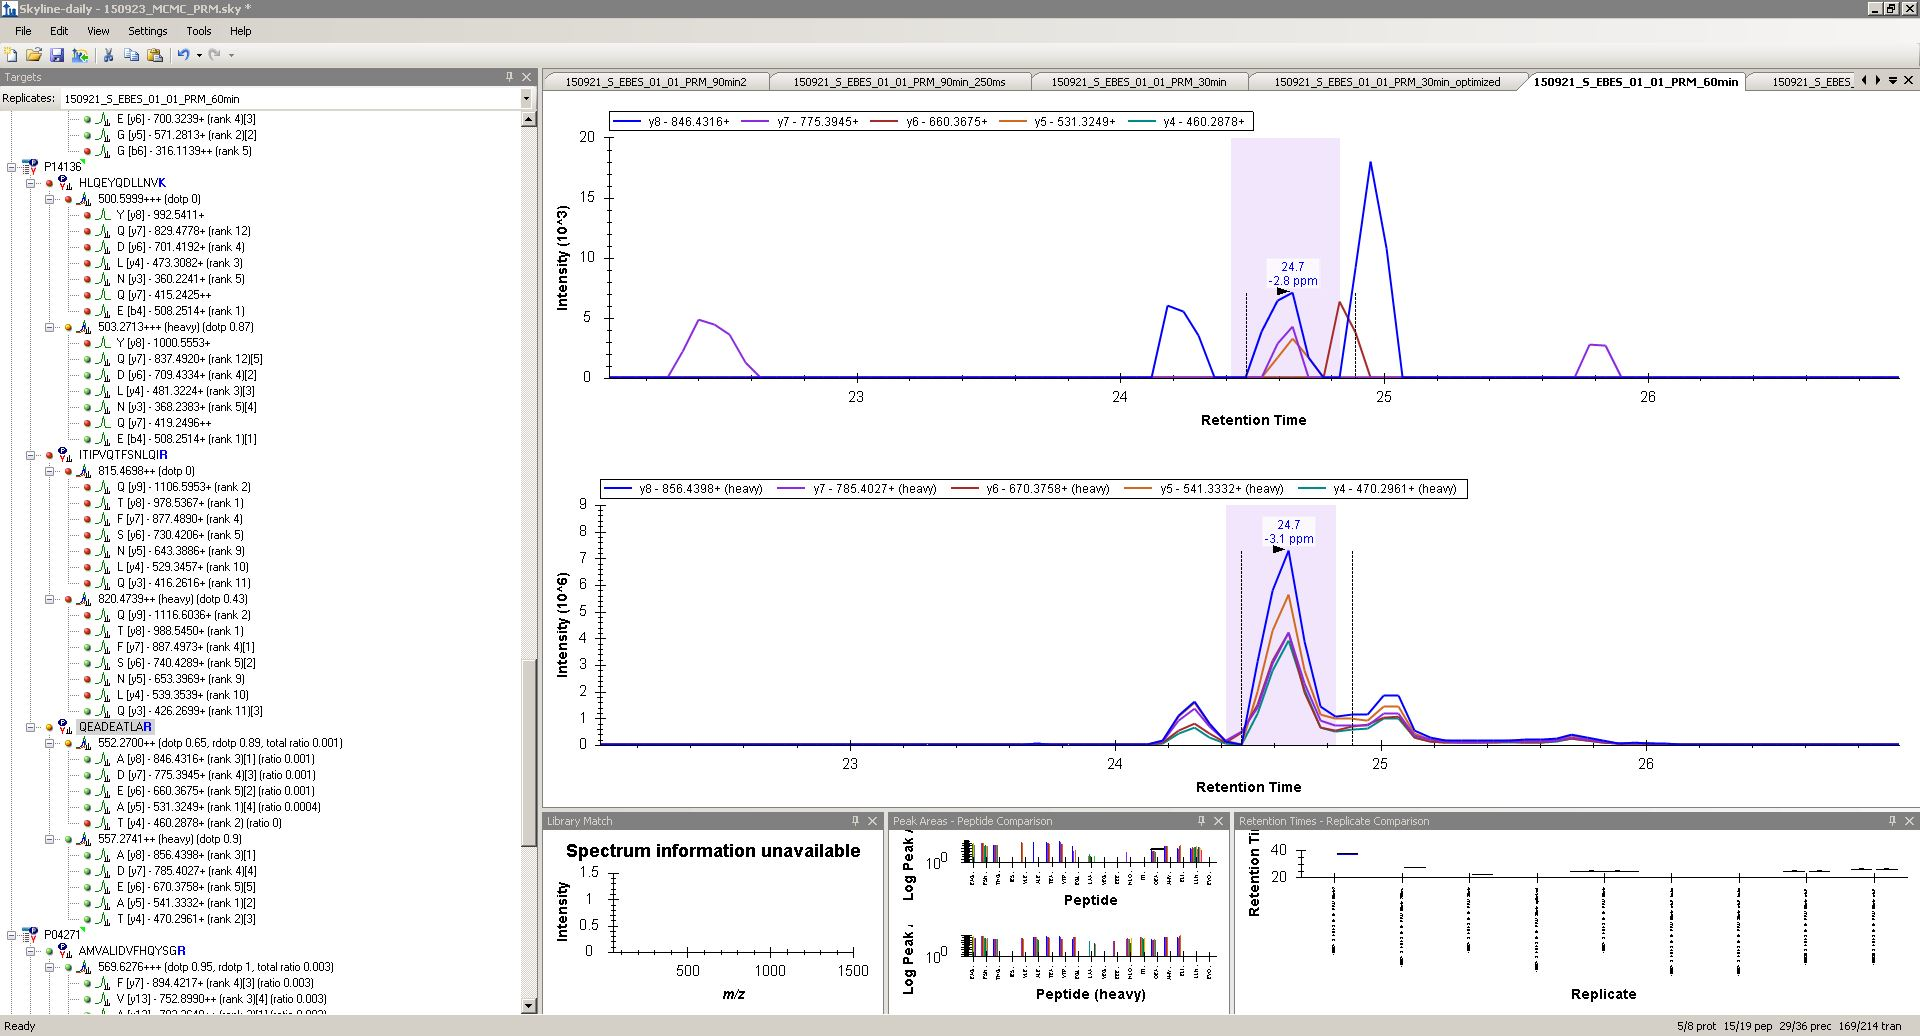 Skyline-daily - 150923_MCMC_PRM.sky *
File Edit View Settings Tools Help
Targets
Replicates: 150921_S_EBES_01_01_PRM_60min
E [y6] - 700.3239+ (rank 4)[3]
G [y5] - 571.2813+ (rank 2)[2]
G [b6] - 316.1139++ (rank 5)
P14136
HLQEYQDLLNVK
500.5999+++ (dotp 0)
Y [y8] - 992.5411+
Q [y7] - 829.4778+ (rank 12)
D [y6] - 701.4192+ (rank 4)
L [y4] - 473.3082+ (rank 3)
N [y3] - 360.2241+ (rank 5)
Q [y7] - 415.2425++
E [b4] - 508.2514+ (rank 1)
503.2713+++ (heavy) (dotp 0.87)
Y [y8] - 1000.5553+
Q [y7] - 837.4920+ (rank 12)[5]
D [y6] - 709.4334+ (rank 4)[2]
L [y4] - 481.3224+ (rank 3)[3]
N [y3] - 368.2383+ (rank 5)[4]
Q [y7] - 419.2496++
E [b4] - 508.2514+ (rank 1)[1]
ITIPVQTFSNLQIR
815.4698++ (dotp 0)
Q [y9] - 1106.5953+ (rank 2)
T [y8] - 978.5367+ (rank 1)
F [y7] - 877.4890+ (rank 4)
S [y6] - 730.4206+ (rank 5)
N [y5] - 643.3886+ (rank 9)
L [y4] - 529.3457+ (rank 10)
Q [y3] - 416.2616+ (rank 11)
820.4739++ (heavy) (dotp 0.43)
Q [y9] - 1116.6036+ (rank 2)
T [y8] - 988.5450+ (rank 1)
F [y7] - 887.4973+ (rank 4)[1]
S [y6] - 740.4289+ (rank 5)[2]
N [y5] - 653.3969+ (rank 9)
L [y4] - 539.3539+ (rank 10)
Q [y3] - 426.2699+ (rank 11)[3]
QEADEATLAR
552.2700++ (dotp 0.65, rdotp 0.89, total ratio 0.001)
A [y8] - 846.4316+ (rank 3)[1] (ratio 0.001)
D [y7] - 775.3945+ (rank 4)[3] (ratio 0.001)
E [y6] - 660.3675+ (rank 5)[2] (ratio 0.001)
A [y5] - 531.3249+ (rank 1)[4] (ratio 0.0004)
T [y4] - 460.2878+ (rank 2) (ratio 0)
557.2741++ (heavy) (dotp 0.9)
A [y8] - 856.4398+ (rank 3)[1]
D [y7] - 785.4027+ (rank 4)[4]
E [y6] - 670.3758+ (rank 5)[5]
A [y5] - 541.3332+ (rank 1)[2]
T [y4] - 470.2961+ (rank 2)[3]
P04271
AMVALIDVFHQYSGR
569.6276+++ (dotp 0.95, rdotp 1, total ratio 0.003)
F [y7] - 894.4217+ (rank 4)[3] (ratio 0.003)
V [y13] - 752.8990++ (rank 3)[4] (ratio 0.003)
150921_S_EBES_01_01_PRM_90min2 150921_S_EBES_01_01_PRM_90min_250ms 150921_S_EBES_01_01_PRM_30min 150921_S_EBES_01_01_PRM_30min_optimized 150921_S_EBES_01_01_PRM_60min 150921_S_EBES_
y8 - 846.4316+ y7 - 775.3945+ y6 - 660.3675+ y5 - 531.3249+ y4 - 460.2878+
Intensity (10^3)
20
15
10
5
0
24.7
-2.8 ppm
23 24 25 26
Retention Time
y8 - 856.4398+ (heavy) y7 - 785.4027+ (heavy) y6 - 670.3758+ (heavy) y5 - 541.3332+ (heavy) y4 - 470.2961+ (heavy)
Intensity (10^6)
9
8
7
6
5
4
3
2
1
0
24.7
-3.1 ppm
23 24 25 26
Retention Time
Library Match
Spectrum information unavailable
Intensity
1.5
1
0.5
0
500 1000 1500
m/z
Peak Areas - Peptide Comparison
Log Peak
10^0
Peptide
Log Peak
10^0
Peptide (heavy)
Retention Times - Replicate Comparison
Retention
40
20
Replicate
Ready
5/8 prot 15/19 pep 29/36 prec 169/214 tran